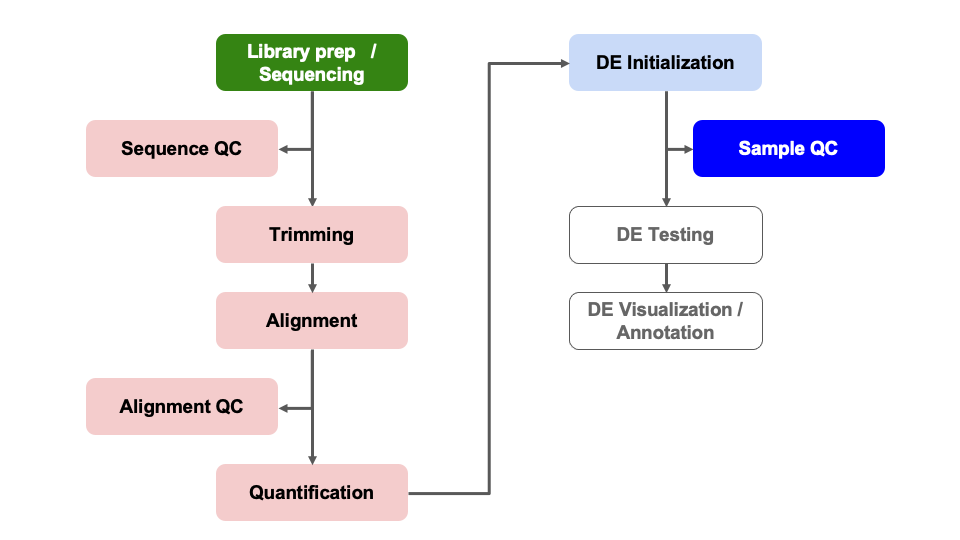 Library prep /
Sequencing
Sequence QC
Trimming
Alignment
Alignment QC
Quantification
DE Initialization
Sample QC
DE Testing
DE Visualization /
Annotation